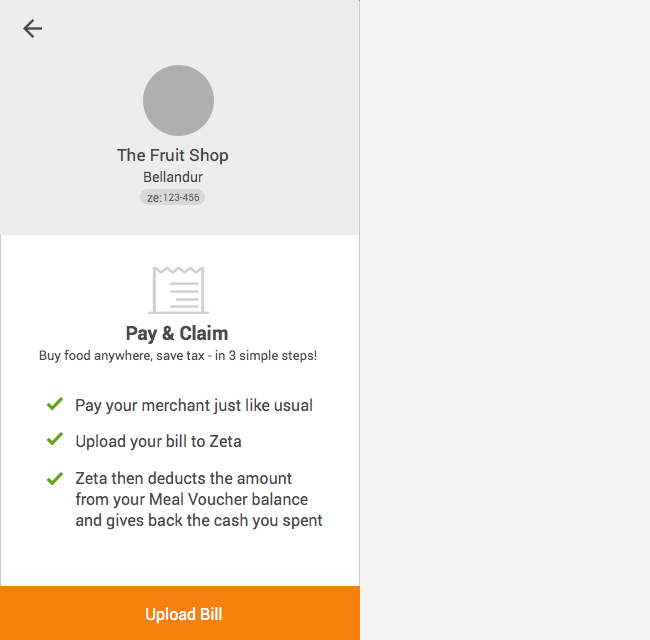 The Fruit Shop
Bellandur
ze:123-456
Pay & Claim
Buy food anywhere, save tax - in 3 simple steps!
Pay your merchant just like usual
Upload your bill to Zeta
Zeta then deducts the amount
from your Meal Voucher balance
and gives back the cash you spent
Upload Bill